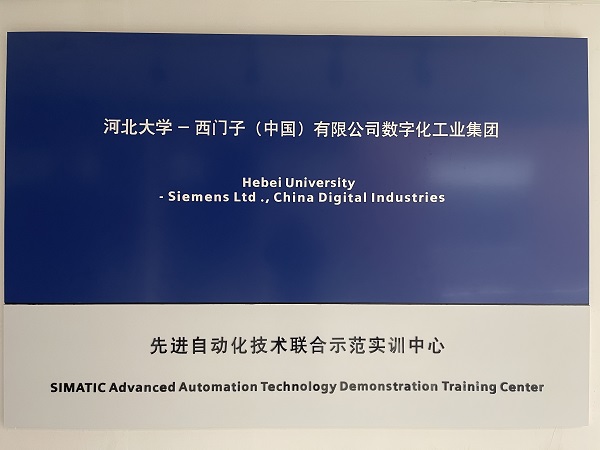 河北大学－西门子（中国）有限公司数字化工业集团
Hebei University
- Siemens Ltd ., China Digital Industries
先进自动化技术联合示范实训中心
SIMATIC Advanced Automation Technology Demonstration Training Center